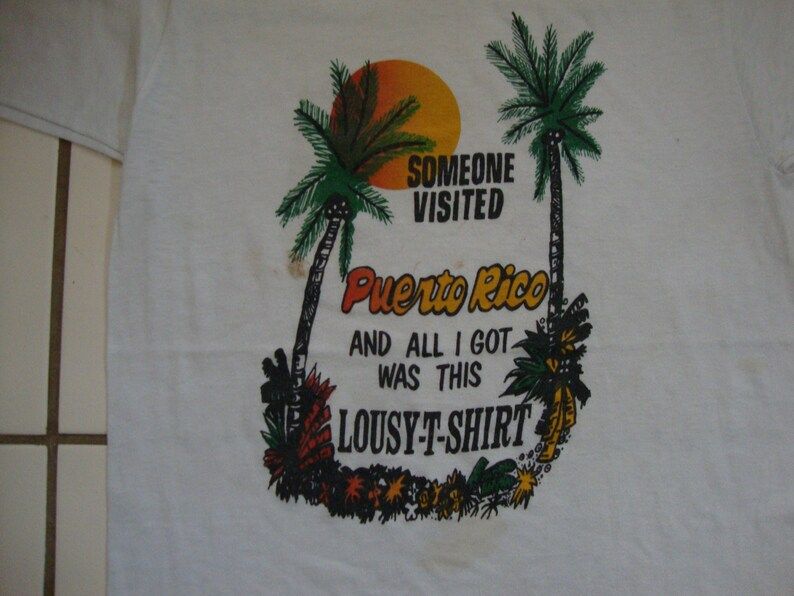 SOMEONE
VISITED
Puerto Rico
AND ALL I GOT
WAS THIS
LOUSY-T-SHIRT